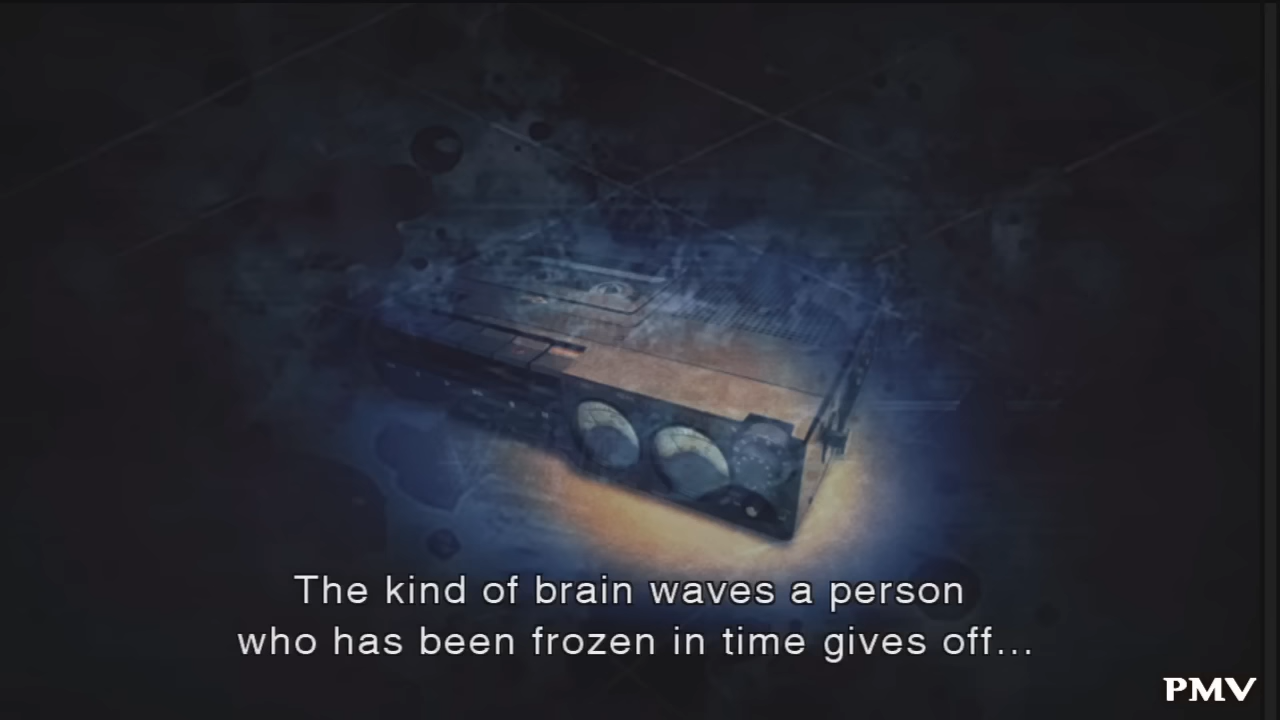 The kind of brain waves a person
who has been frozen in time gives off...
PMV